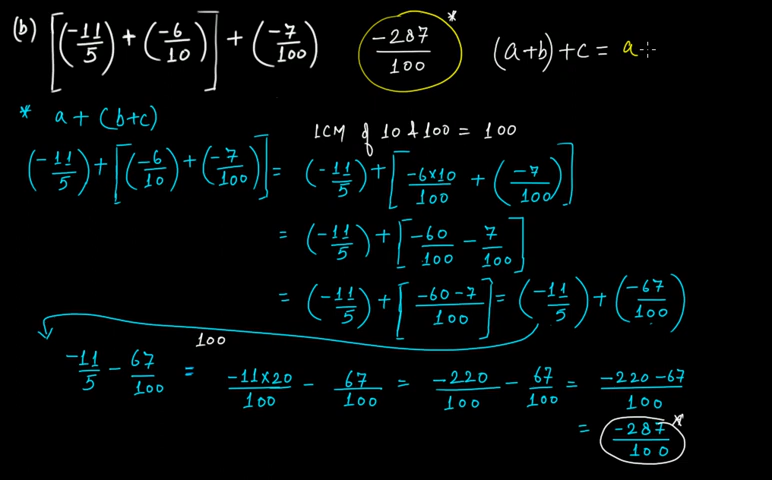 (b) [(-11/5) + (-6/10)] + (-7/100) -287/100 * (a+b)+c = a -
* a + (b+c)
LCM of 10 & 100 = 100
(-11/5) + [(-6/10) + (-7/100)] = (-11/5) + [-6×10/100 + (-7/100)]
= (-11/5) + [-60/100 - 7/100]
= (-11/5) + [-60-7/100] = (-11/5) + (-67/100)
100
-11/5 - 67/100 = -11×20/100 - 67/100 = -220/100 - 67/100 = -220-67/100
= -287/100 *